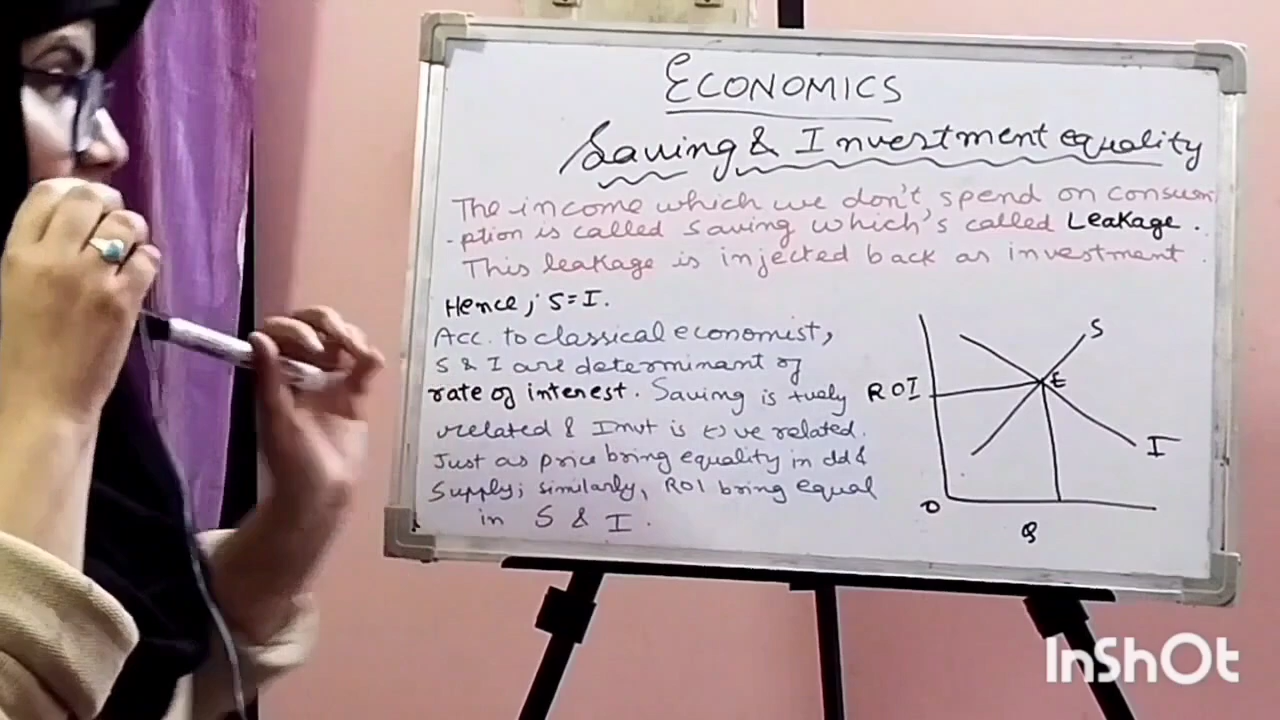 ECONOMICS
Saving & Investment equality
The income which we don't spend on consum
-ption is called saving which's called Leakage.
This leakage is injected back as investment.
Hence; S=I.
Acc. to classical economist,
S & I are determinant of
rate of interest. Saving is +vely
related & Invt is (-)ve related.
Just as price bring equality in dd &
Supply; similarly, ROI bring equal
in S & I.
S
E
ROI
I
O
Q
InShOt